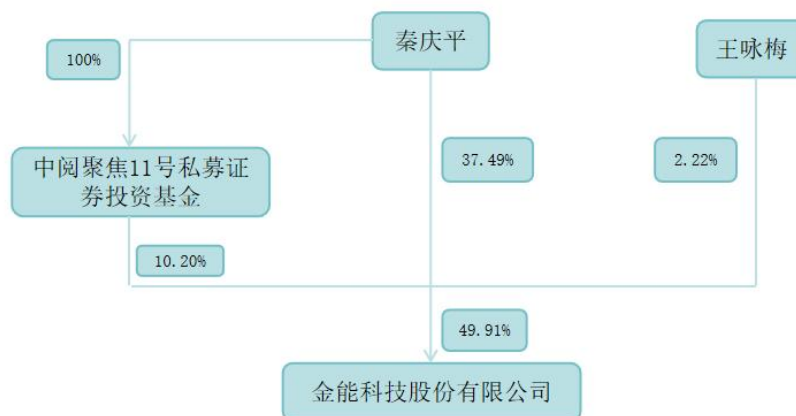 秦庆平
王咏梅
100%
中阅聚焦11号私募证
券投资基金
37.49%
2.22%
10.20%
49.91%
金能科技股份有限公司